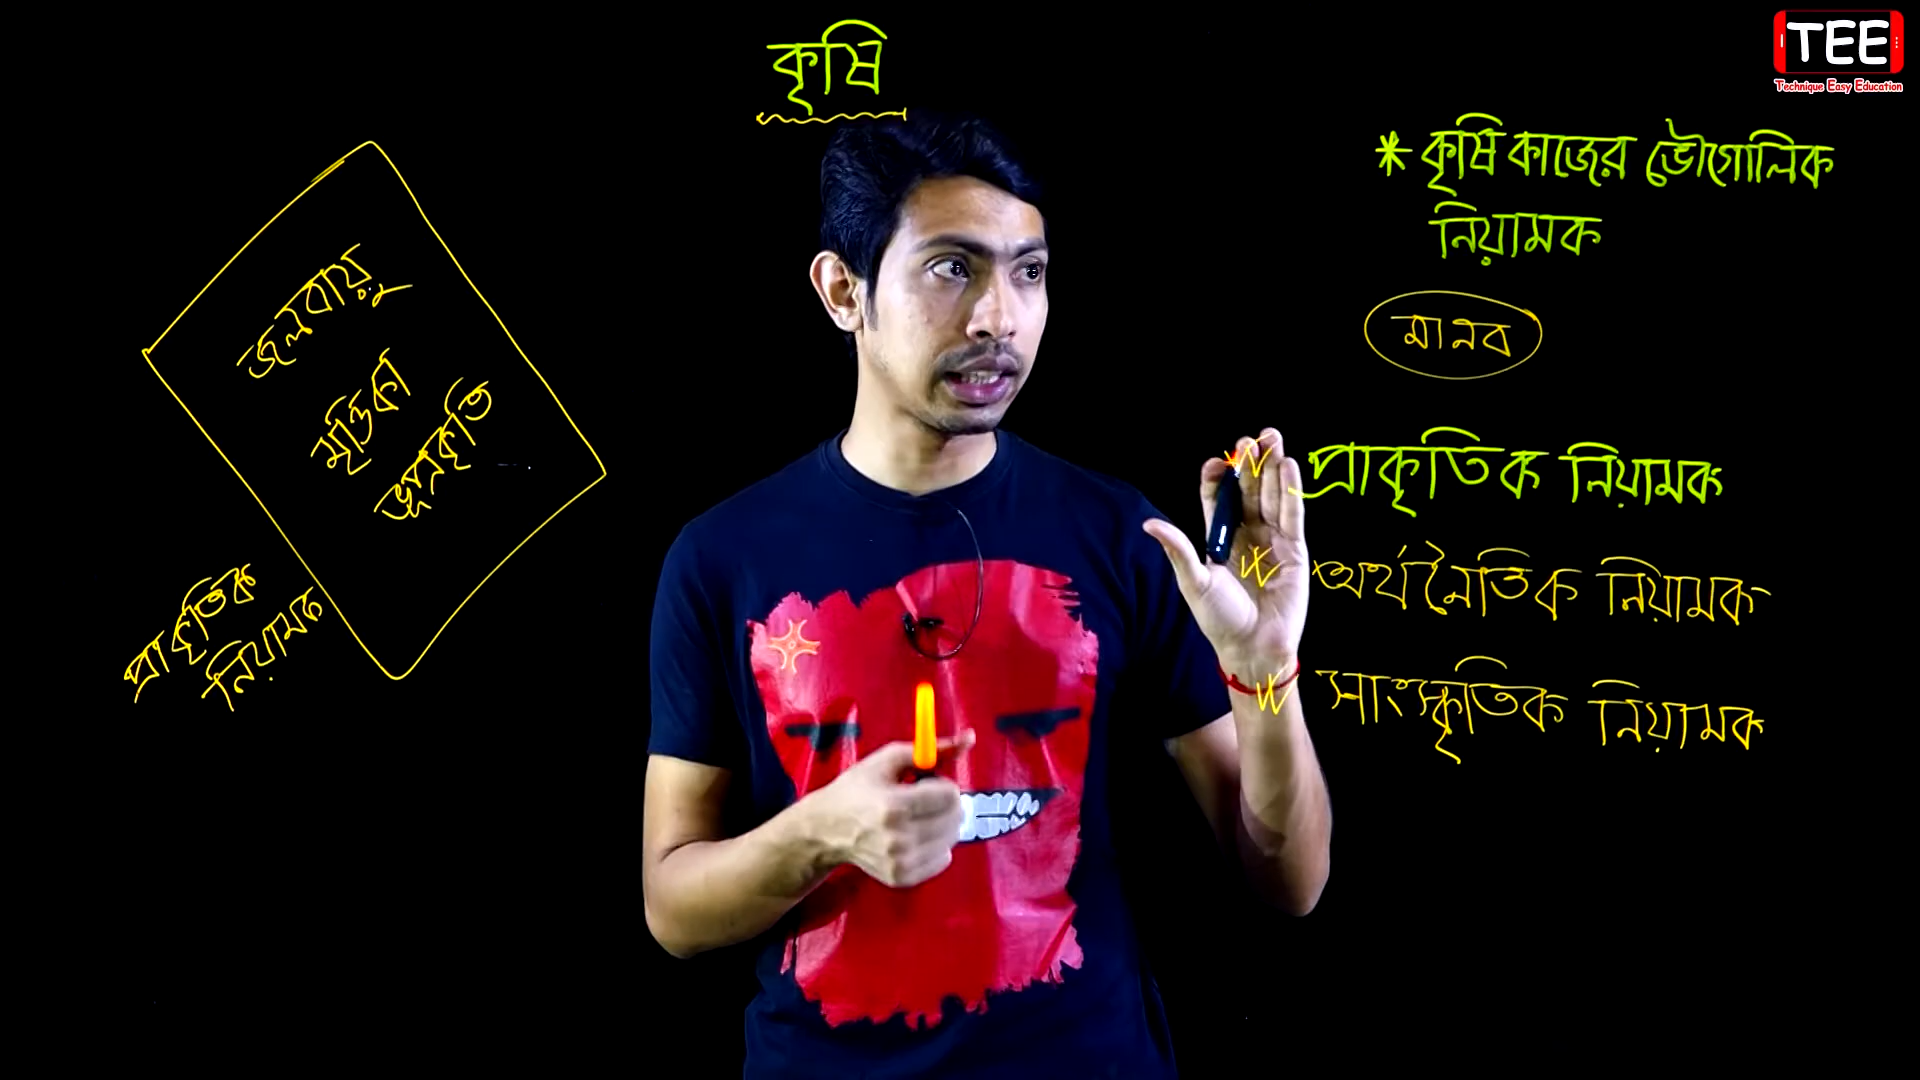 কৃষি
TEE
Technique Easy Education
* কৃষি কাজের ভৌগোলিক
নিয়ামক
মানব
প্রাকৃতিক নিয়ামক
অর্থনৈতিক নিয়ামক
সাংস্কৃতিক নিয়ামক
জলবায়ু
মৃত্তিকা
ভূপ্রকৃতি
প্রাকৃতিক
নিয়ামক